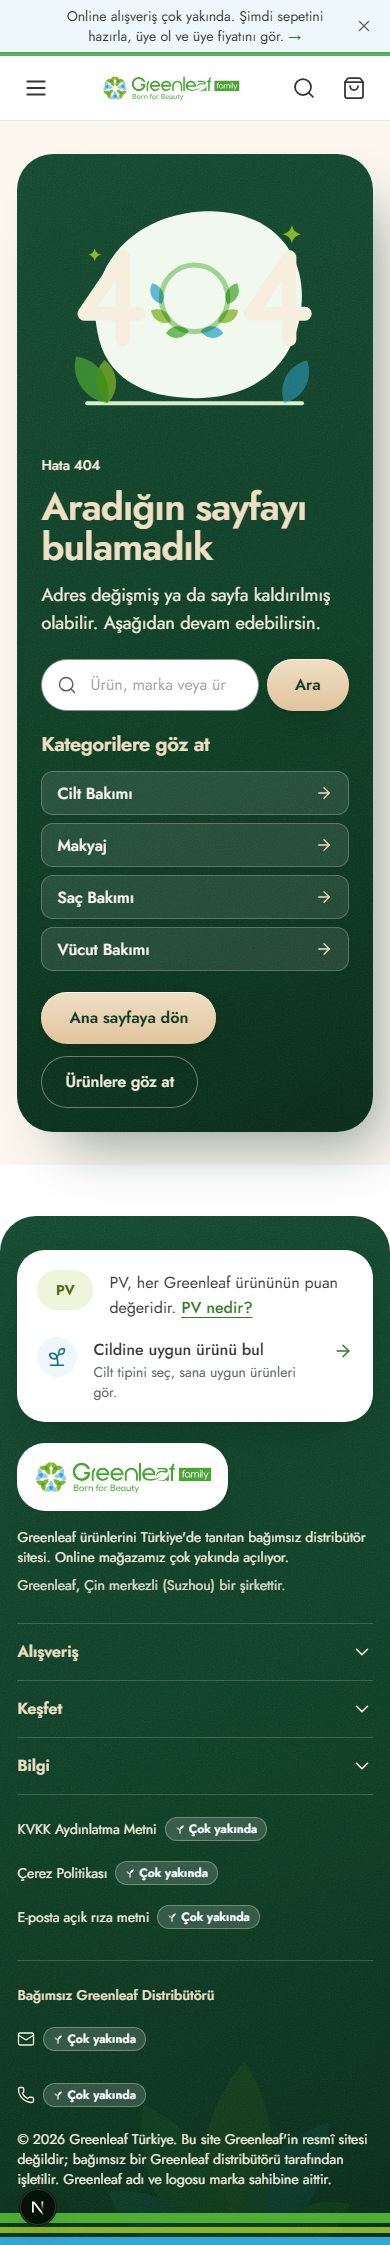 Online alışveriş çok yakında. Şimdi sepetini
hazırla, üye ol ve üye fiyatını gör. →
Greenleaf family
Born for Beauty
404
Hata 404
Aradığın sayfayı
bulamadık
Adres değişmiş ya da sayfa kaldırılmış
olabilir. Aşağıdan devam edebilirsin.
Ürün, marka veya ür
Ara
Kategorilere göz at
Cilt Bakımı
Makyaj
Saç Bakımı
Vücut Bakımı
Ana sayfaya dön
Ürünlere göz at
PV
PV, her Greenleaf ürününün puan
değeridir. PV nedir?
Cildine uygun ürünü bul
Cilt tipini seç, sana uygun ürünleri
gör.
Greenleaf family
Born for Beauty
Greenleaf ürünlerini Türkiye'de tanıtan bağımsız distribütör
sitesi. Online mağazamız çok yakında açılıyor.
Greenleaf, Çin merkezli (Suzhou) bir şirkettir.
Alışveriş
Keşfet
Bilgi
KVKK Aydınlatma Metni Çok yakında
Çerez Politikası Çok yakında
E-posta açık rıza metni Çok yakında
Bağımsız Greenleaf Distribütörü
Çok yakında
Çok yakında
© 2026 Greenleaf Türkiye. Bu site Greenleaf'in resmî sitesi
değildir; bağımsız bir Greenleaf distribütörü tarafından
işletilir. Greenleaf adı ve logosu marka sahibine aittir.
N